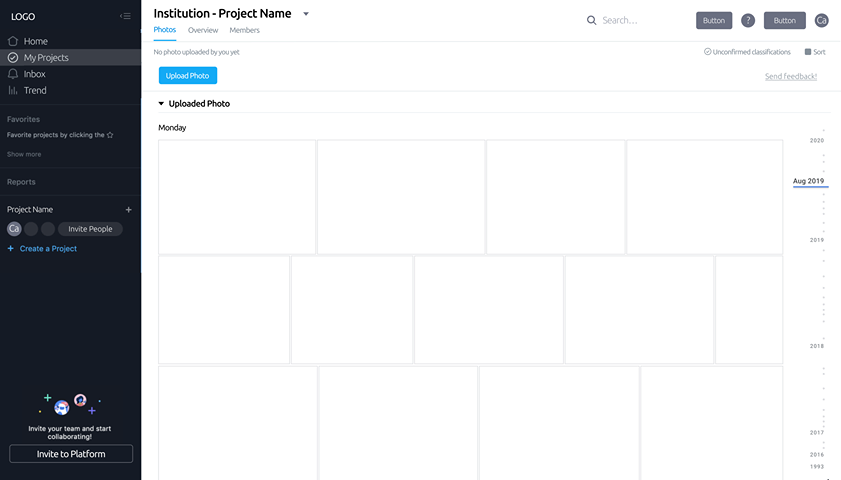 LOGO
Home
My Projects
Inbox
Trend
Favorites
Favorite projects by clicking the
Show more
Reports
Project Name
Ca
Invite People
+ Create a Project
Invite your team and start
collaborating!
Invite to Platform
Institution - Project Name
Search...
Button
?
Button
Ca
Photos
Overview
Members
No photo uploaded by you yet
Unconfirmed classifications
Sort
Upload Photo
Send feedback!
Uploaded Photo
Monday
2020
Aug 2019
2019
2018
2017
2016
1993